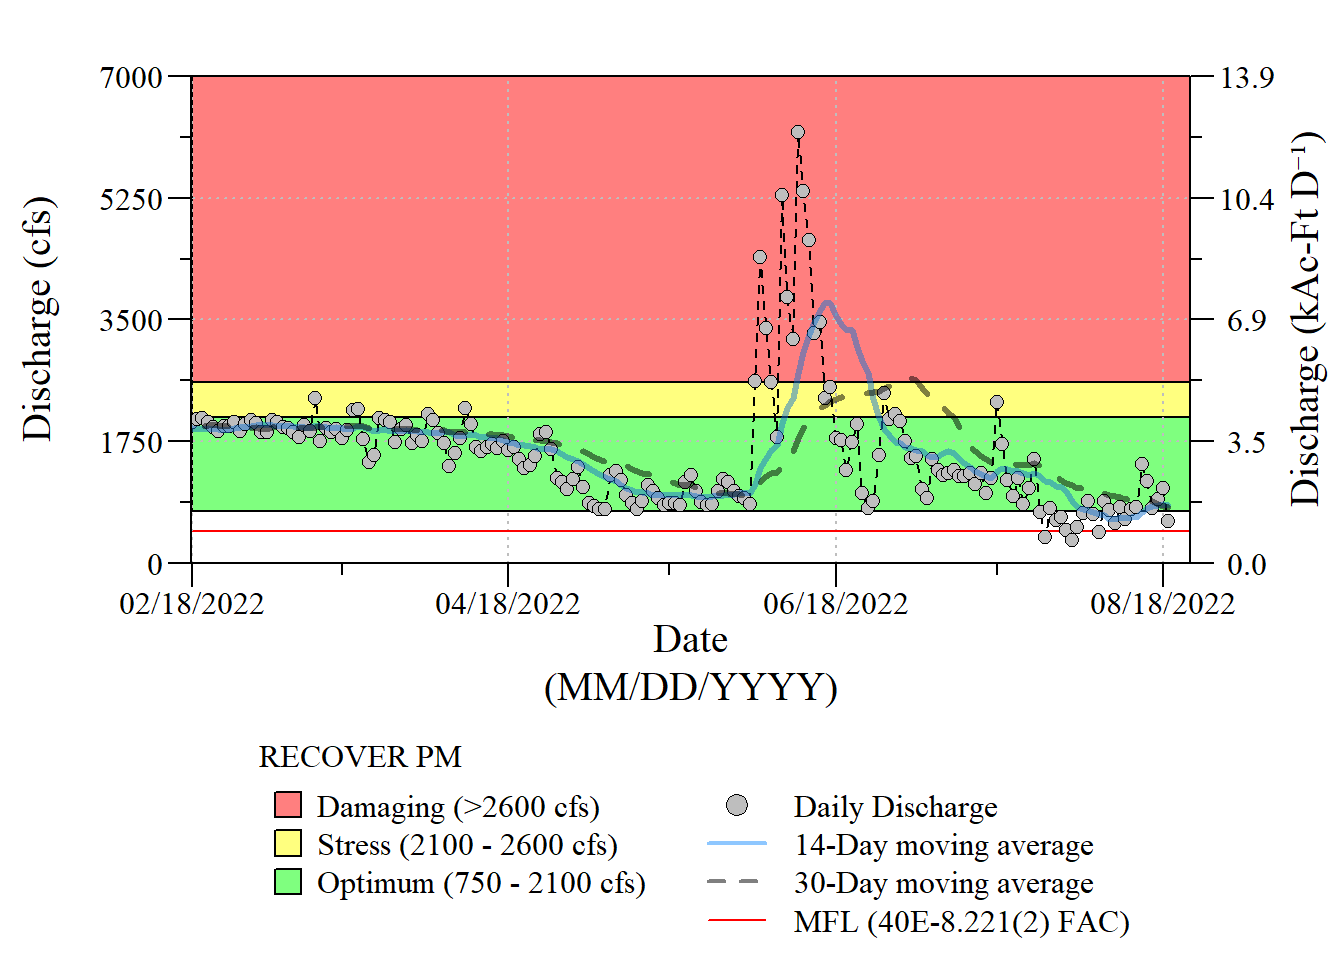 7000
5250
3500
1750
0
Discharge (cfs)
13.9
10.4
6.9
3.5
0.0
Discharge (kAc-Ft D⁻¹)
02/18/2022
04/18/2022
06/18/2022
08/18/2022
Date
(MM/DD/YYYY)
RECOVER PM
Damaging (>2600 cfs)
Stress (2100 - 2600 cfs)
Optimum (750 - 2100 cfs)
Daily Discharge
14-Day moving average
30-Day moving average
MFL (40E-8.221(2) FAC)